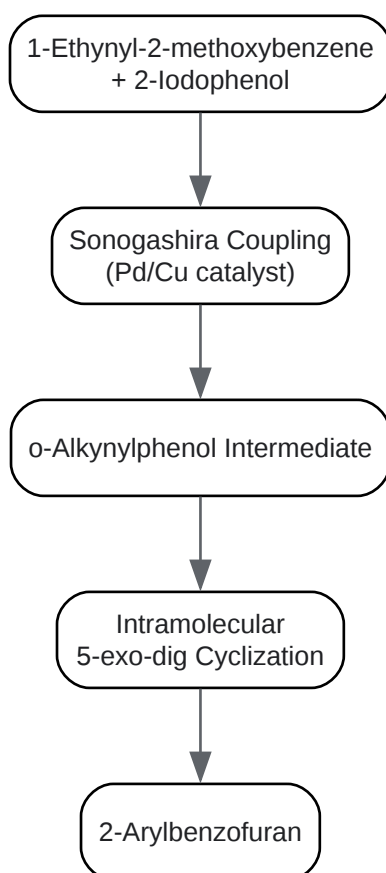 1-Ethynyl-2-methoxybenzene
+ 2-Iodophenol
Sonogashira Coupling
(Pd/Cu catalyst)
o-Alkynylphenol Intermediate
Intramolecular
5-exo-dig Cyclization
2-Arylbenzofuran